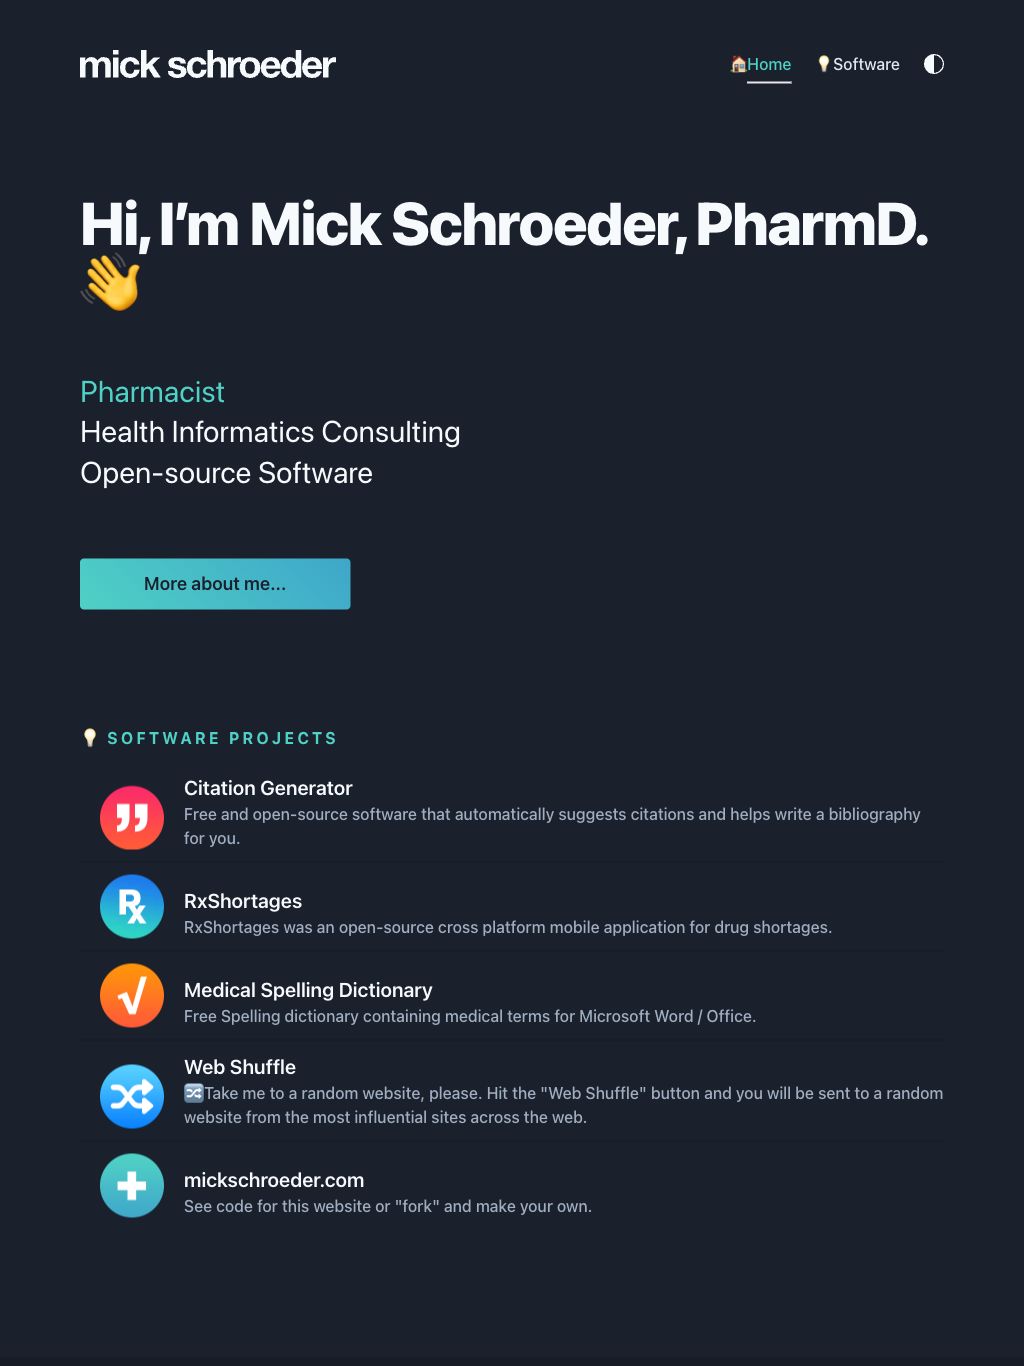 mick schroeder
🏠Home
💡Software
Hi, I’m Mick Schroeder, PharmD.
👋
Pharmacist
Health Informatics Consulting
Open-source Software
More about me...
💡 SOFTWARE PROJECTS
Citation Generator
Free and open-source software that automatically suggests citations and helps write a bibliography
for you.
RxShortages
RxShortages was an open-source cross platform mobile application for drug shortages.
Medical Spelling Dictionary
Free Spelling dictionary containing medical terms for Microsoft Word / Office.
Web Shuffle
🔀Take me to a random website, please. Hit the "Web Shuffle" button and you will be sent to a random
website from the most influential sites across the web.
mickschroeder.com
See code for this website or "fork" and make your own.